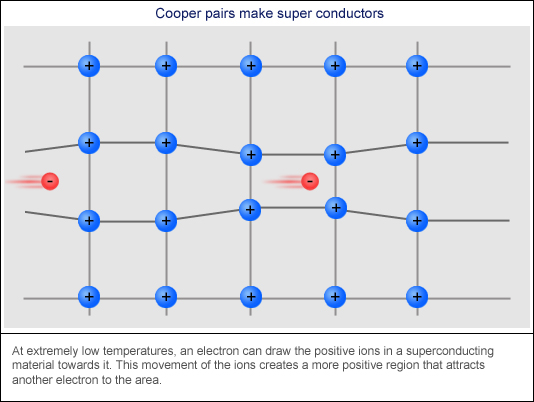 Cooper pairs make super conductors
+ + + + +
+ + + + +
- -
+ + + + +
+ + + + +
At extremely low temperatures, an electron can draw the positive ions in a superconducting
material towards it. This movement of the ions creates a more positive region that attracts
another electron to the area.